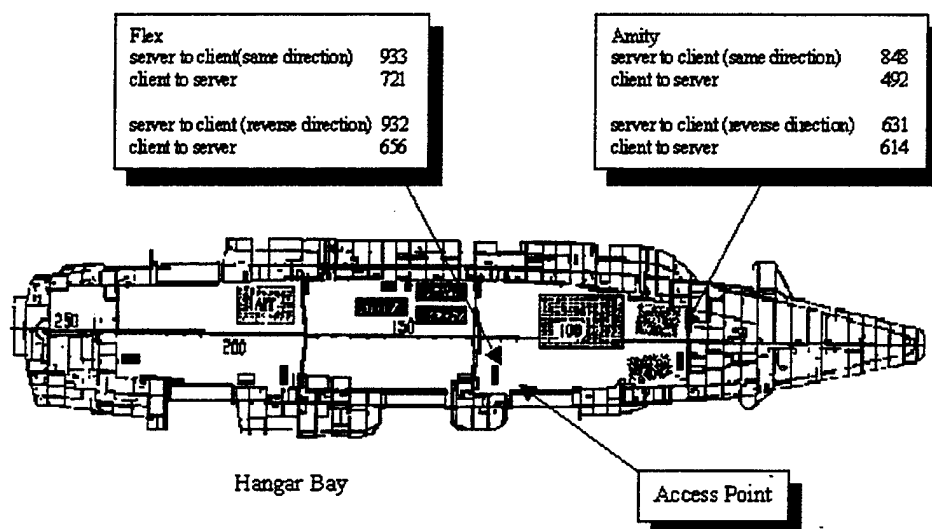 Flex
server to client(same direction) 933
client to server 721
server to client (reverse direction) 932
client to server 656
Amity
server to client (same direction) 848
client to server 492
server to client (reverse direction) 631
client to server 614
250
200
150
100
Hangar Bay
Access Point